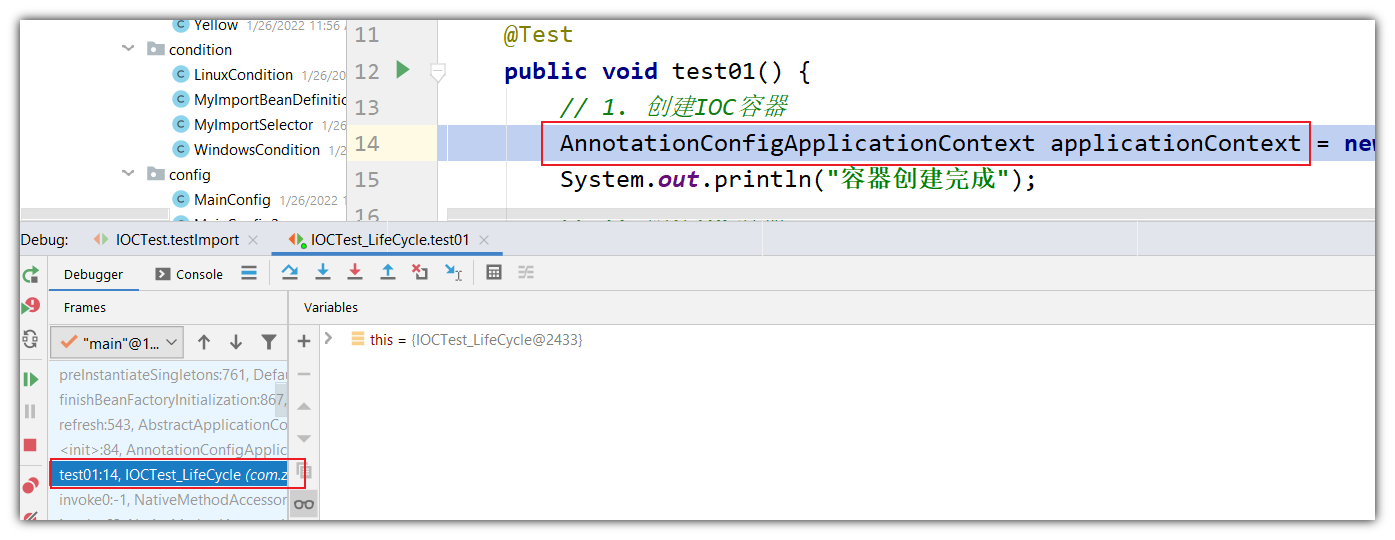 Yellow 1/26/2022 11:56
condition
LinuxCondition 1/26/20
MyImportBeanDefinitio
MyImportSelector 1/26
WindowsCondition 1/2
config
MainConfig 1/26/2022 1
11 @Test
12 public void test01() {
13 // 1. 创建IOC容器
14 AnnotationConfigApplicationContext applicationContext = new
15 System.out.println("容器创建完成");
16
Debug: IOCTest.testImport IOCTest_LifeCycle.test01
Debugger Console
Frames Variables
"main"@1... this = {IOCTest_LifeCycle@2433}
preInstantiateSingletons:761, Defau
finishBeanFactoryInitialization:867,
refresh:543, AbstractApplicationCo
<init>:84, AnnotationConfigApplic
test01:14, IOCTest_LifeCycle (com.z
invoke0:-1, NativeMethodAccessor